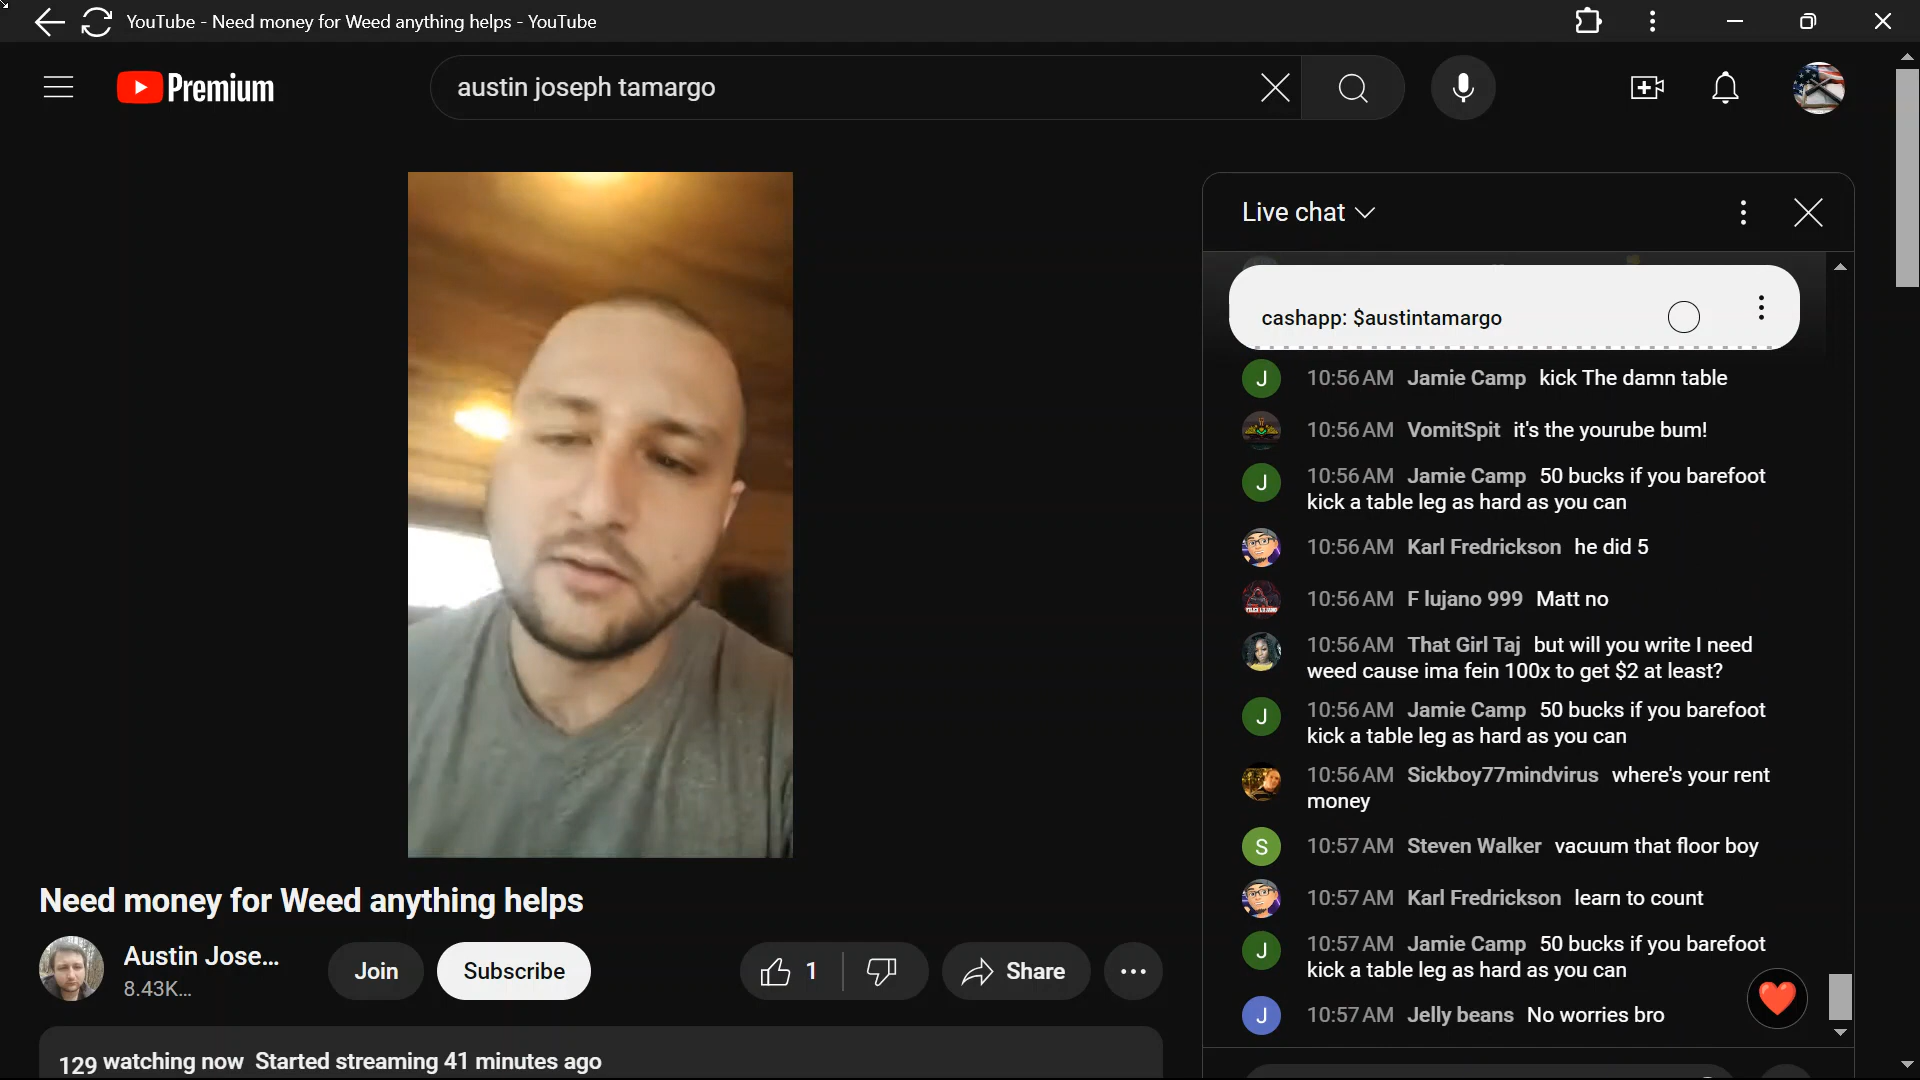 YouTube - Need money for Weed anything helps - YouTube
Premium
austin joseph tamargo
Live chat
cashapp: $austintamargo
J 10:56 AM Jamie Camp kick The damn table
10:56 AM VomitSpit it's the yourube bum!
J 10:56 AM Jamie Camp 50 bucks if you barefoot
kick a table leg as hard as you can
10:56 AM Karl Fredrickson he did 5
10:56 AM F lujano 999 Matt no
10:56 AM That Girl Taj but will you write I need
weed cause ima fein 100x to get $2 at least?
J 10:56 AM Jamie Camp 50 bucks if you barefoot
kick a table leg as hard as you can
10:56 AM Sickboy77mindvirus where's your rent
money
S 10:57 AM Steven Walker vacuum that floor boy
10:57 AM Karl Fredrickson learn to count
J 10:57 AM Jamie Camp 50 bucks if you barefoot
kick a table leg as hard as you can
J 10:57 AM Jelly beans No worries bro
Need money for Weed anything helps
Austin Jose...
8.43K...
Join
Subscribe
1
Share
129 watching now Started streaming 41 minutes ago